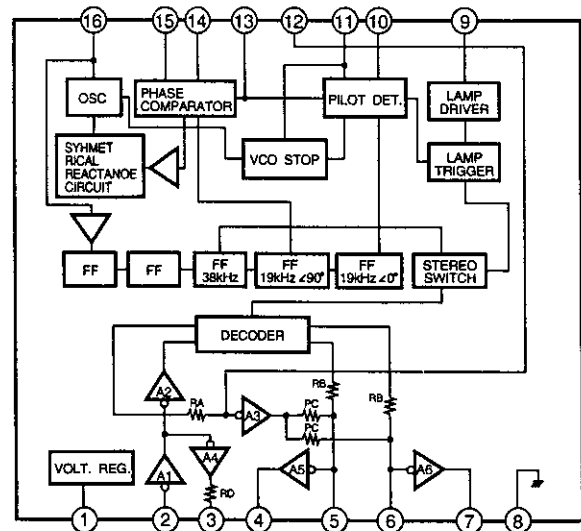 16 15 14 13 12 11 10 9
OSC
PHASE
COMPARATOR
PILOT DET.
LAMP
DRIVER
SYHMET
RICAL
REACTANOE
CIRCUIT
VCO STOP
LAMP
TRIGGER
FF
FF
FF
38kHz
FF
19kHz ∠90°
FF
19kHz ∠0°
STEREO
SWITCH
DECODER
A2
RA
A3
RB
PC
PC
RB
A4
A5
A6
VOLT. REG.
A1
RD
1 2 3 4 5 6 7 8